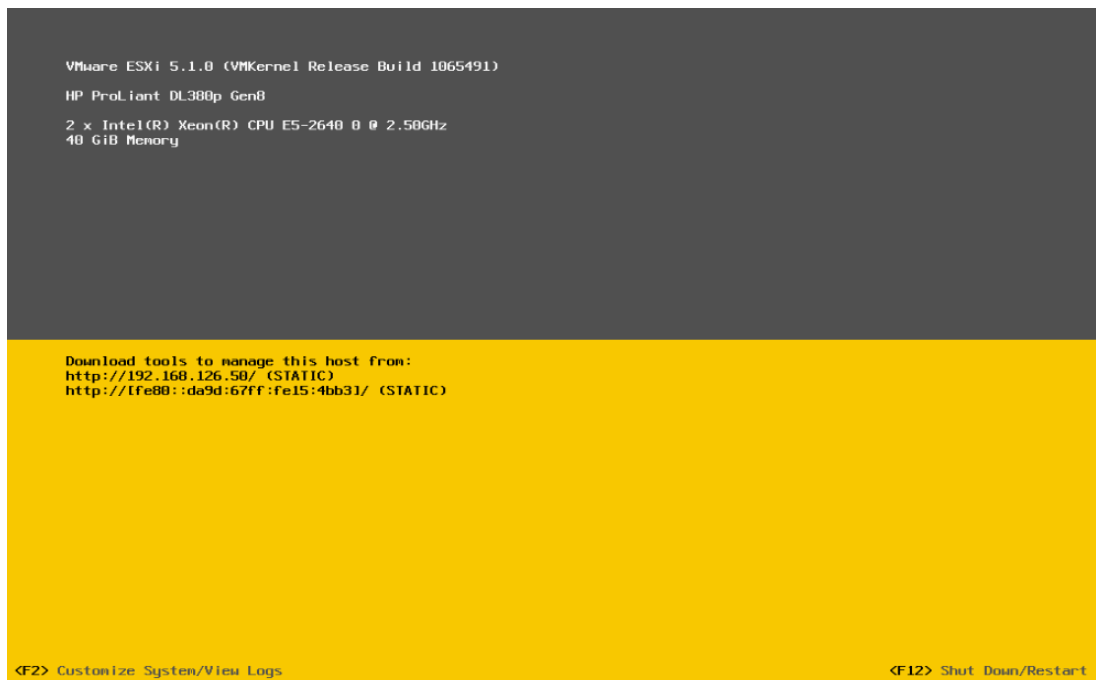 VMware ESXi 5.1.0 (VMKernel Release Build 1065491)
HP ProLiant DL380p Gen8
2 x Intel(R) Xeon(R) CPU E5-2640 0 @ 2.50GHz
40 GiB Memory
Download tools to manage this host from:
http://192.168.126.50/ (STATIC)
http://[fe80::da9d:67ff:fe15:4bb3]/ (STATIC)
<F2> Customize System/View Logs
<F12> Shut Down/Restart